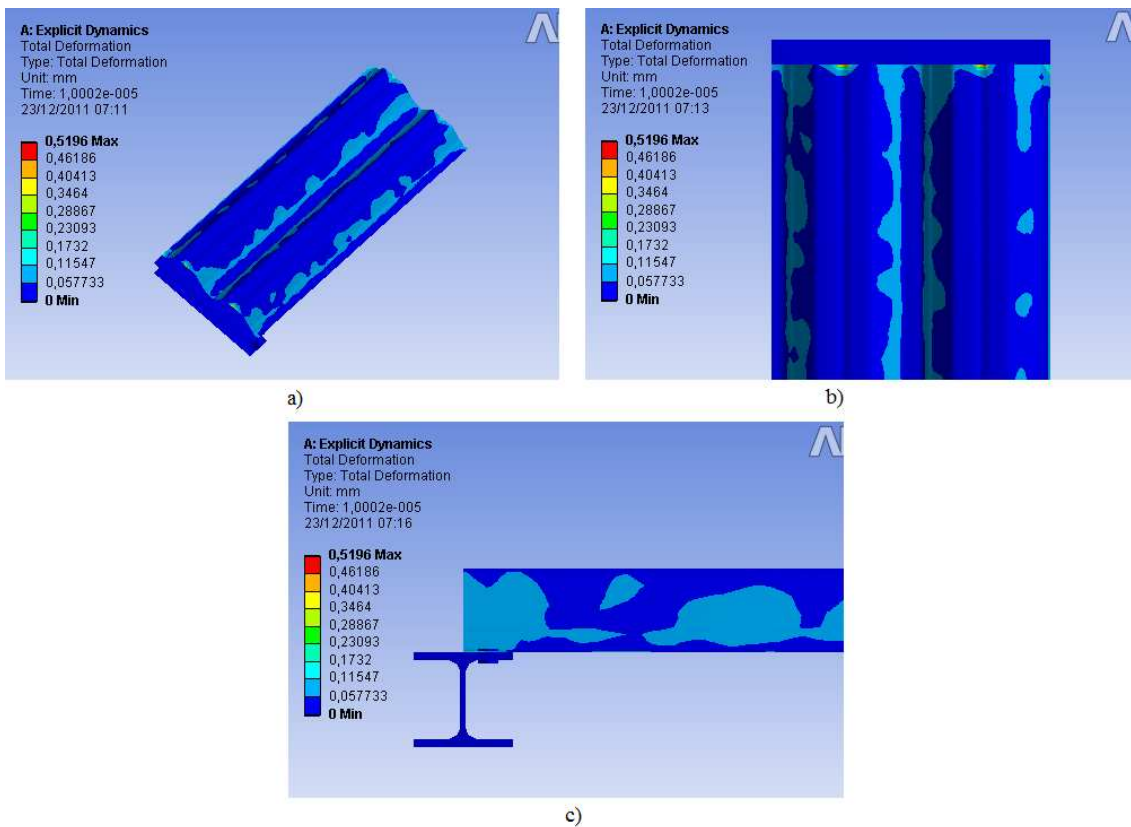 A: Explicit Dynamics
Total Deformation
Type: Total Deformation
Unit: mm
Time: 1,0002e-005
23/12/2011 07:11
0,5196 Max
0,46186
0,40413
0,3464
0,28867
0,23093
0,1732
0,11547
0,057733
0 Min
a)
A: Explicit Dynamics
Total Deformation
Type: Total Deformation
Unit: mm
Time: 1,0002e-005
23/12/2011 07:13
0,5196 Max
0,46186
0,40413
0,3464
0,28867
0,23093
0,1732
0,11547
0,057733
0 Min
b)
A: Explicit Dynamics
Total Deformation
Type: Total Deformation
Unit: mm
Time: 1,0002e-005
23/12/2011 07:16
0,5196 Max
0,46186
0,40413
0,3464
0,28867
0,23093
0,1732
0,11547
0,057733
0 Min
c)